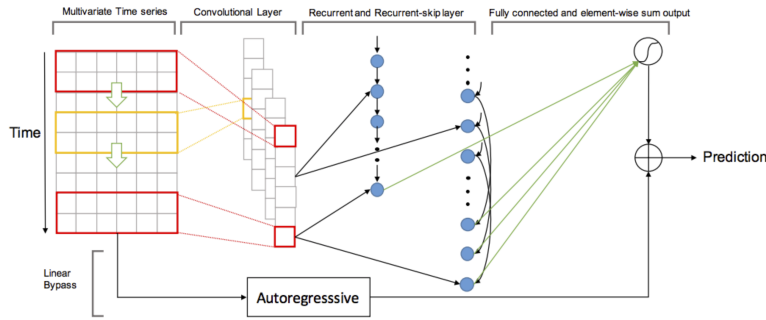 Multivariate Time series
Convolutional Layer
Recurrent and Recurrent-skip layer
Fully connected and element-wise sum output
Time
Prediction
Linear
Bypass
Autoregresssive